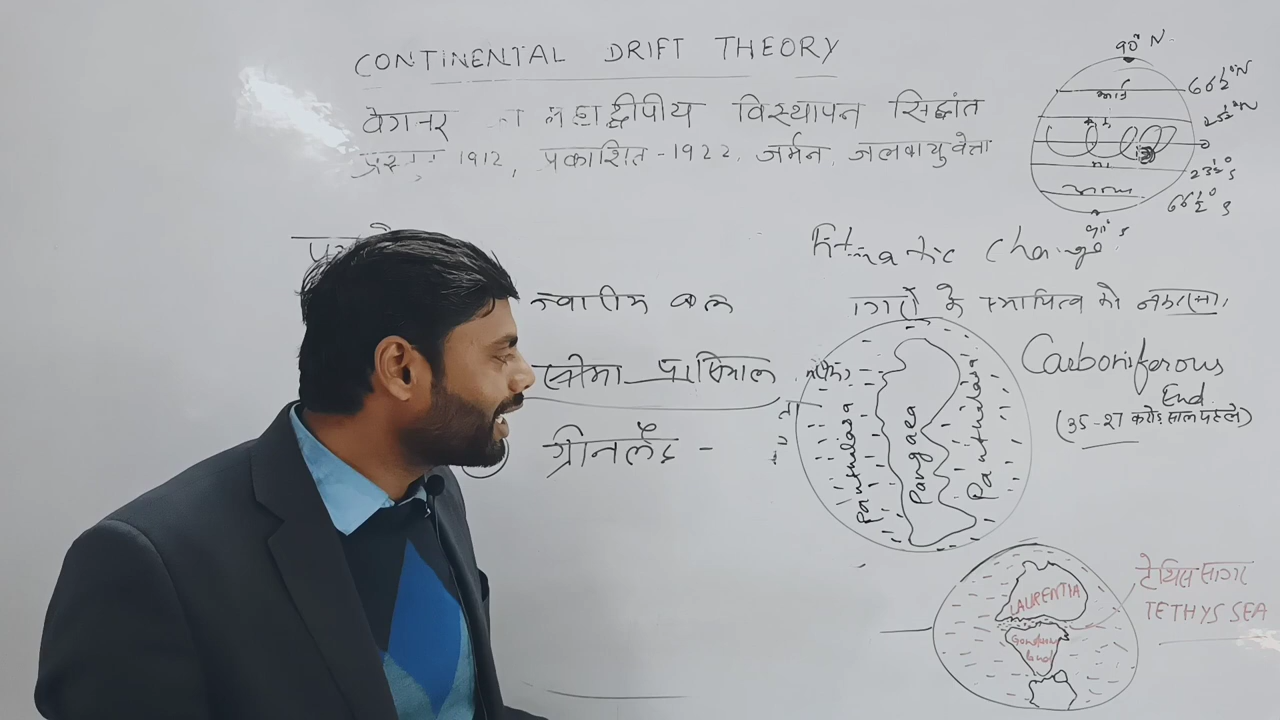 CONTINENTAL DRIFT THEORY
वेगनर का महाद्वीपीय विस्थापन सिद्धांत
1912, प्रकाशित - 1922, जर्मन, जलवायुवेता
90° N
66½° N
23½° N
0
23½° S
66½° S
90° S
Climatic Change
ज्वारीय बल
के स्थायित्व को
सीमा
ग्रीनलैंड -
Panthalasa
Pangaea
Panthalasa
Carboniferous
End
(35-27 करोड़ साल पहले)
LAURENTIA
Gondwana
land
टेथिस सागर
TETHYS SEA